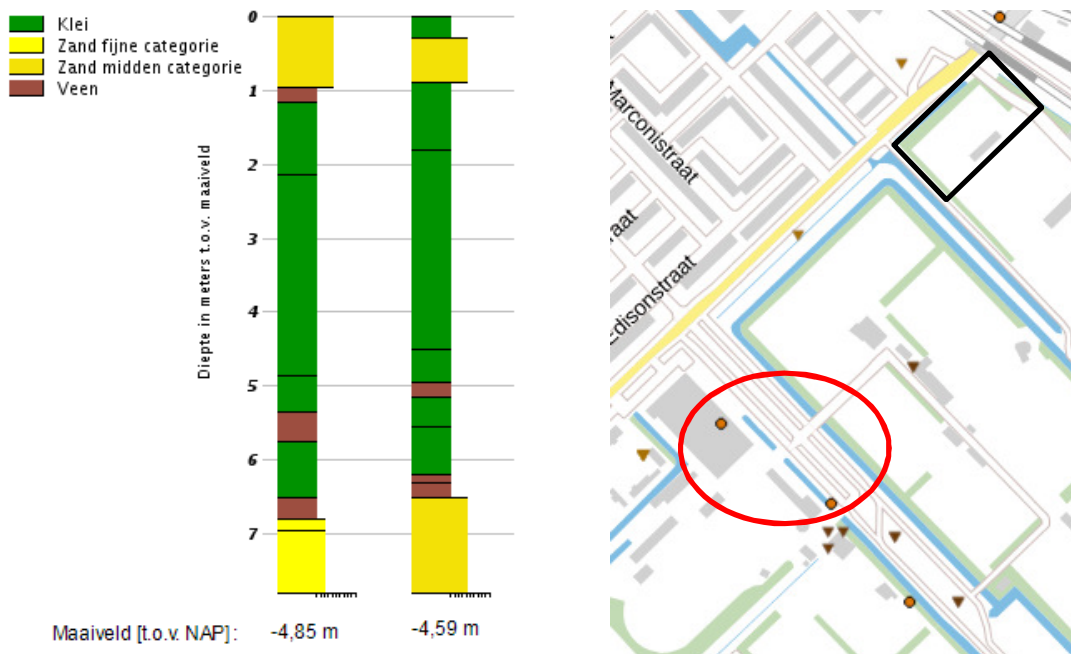 Klei
Zand fijne categorie
Zand midden categorie
Veen
Diepte in meters t.o.v. maaiveld
0
1
2
3
4
5
6
7
Maaiveld [t.o.v. NAP] :
-4,85 m
-4,59 m
Marconistraat
raat
Edisonstraat